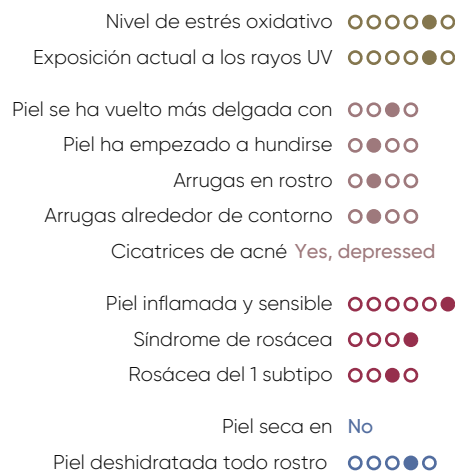 Nivel de estrés oxidativo
Exposición actual a los rayos UV
Piel se ha vuelto más delgada con
Piel ha empezado a hundirse
Arrugas en rostro
Arrugas alrededor de contorno
Cicatrices de acné Yes, depressed
Piel inflamada y sensible
Síndrome de rosácea
Rosácea del 1 subtipo
Piel seca en No
Piel deshidratada todo rostro